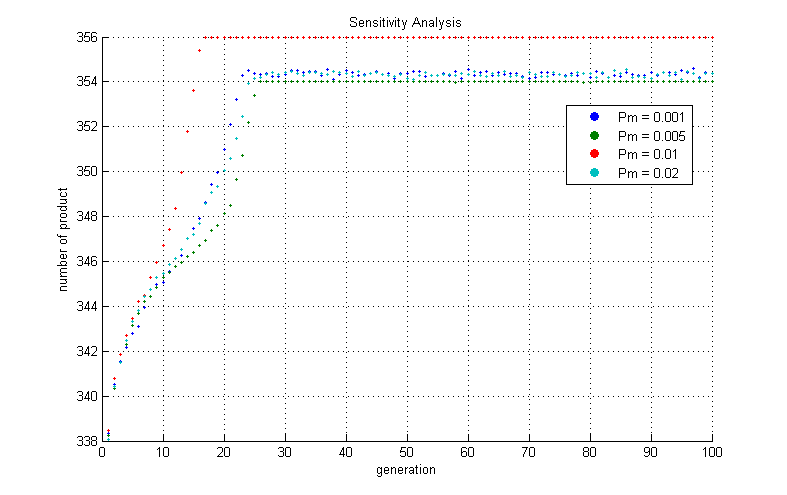 Sensitivity Analysis
356
354
352
350
348
346
344
342
340
338
number of product
Pm = 0.001
Pm = 0.005
Pm = 0.01
Pm = 0.02
0 10 20 30 40 50 60 70 80 90 100
generation